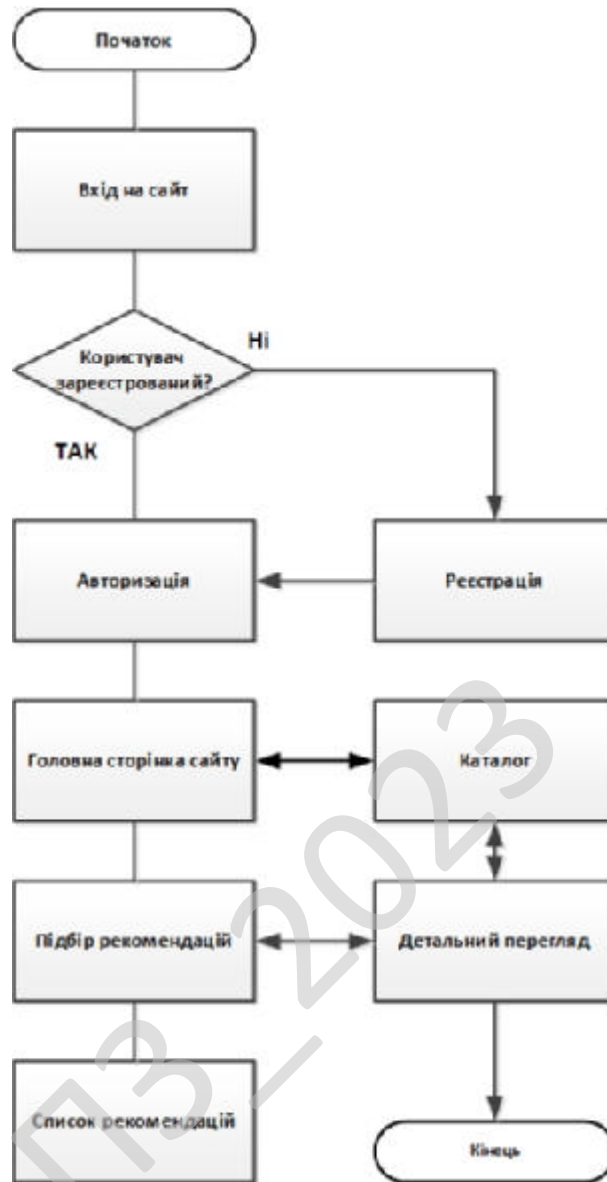 Початок
Вхід на сайт
Користувач
зареєстрований?
Ні
ТАК
Авторизація
Реєстрація
Головна сторінка сайту
Каталог
Підбір рекомендацій
Детальний перегляд
Список рекомендацій
Кінець
ПЗ_2023